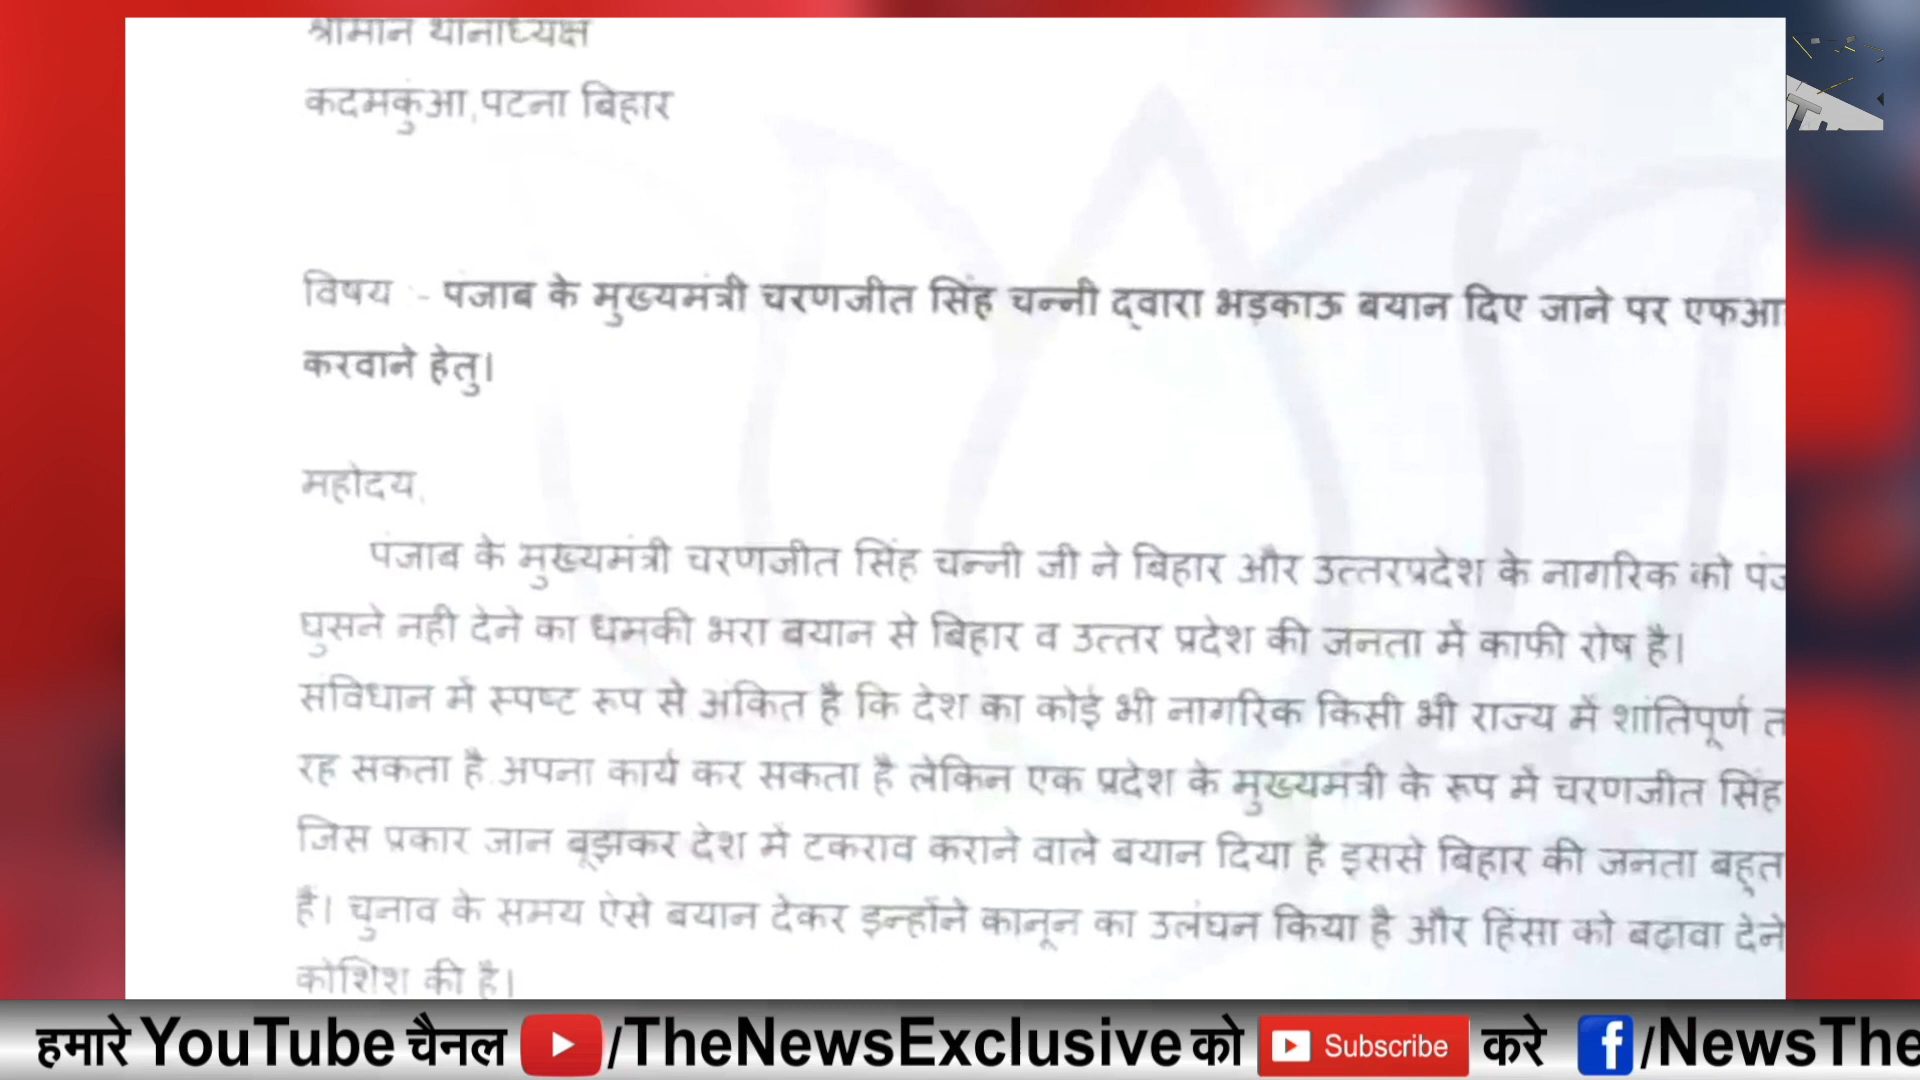 श्रीमान थानाध्यक्ष
कदमकुंआ,पटना बिहार
विषय :- पंजाब के मुख्यमंत्री चरणजीत सिंह चन्नी द्वारा भड़काऊ बयान दिए जाने पर एफआ
करवाने हेतु।
महोदय,
पंजाब के मुख्यमंत्री चरणजीत सिंह चन्नी जी ने बिहार और उत्तरप्रदेश के नागरिक को
घुसने नही देने का धमकी भरा बयान से बिहार व उत्तर प्रदेश की जनता में काफी रोष है।
संविधान में स्पष्ट रूप से अंकित है कि देश का कोई भी नागरिक किसी भी राज्य में शांतिपूर्ण
रह सकता है अपना कार्य कर सकता है लेकिन एक प्रदेश के मुख्यमंत्री के रूप में चरणजीत सिंह
जिस प्रकार जान बूझकर देश में टकराव कराने वाले बयान दिया है इससे बिहार की जनता बहुत
हैं। चुनाव के समय ऐसे बयान देकर इन्होंने कानून का उलंघन किया है और हिंसा को बढ़ावा देने
कोशिश की है।
हमारे YouTube चैनल /TheNewsExclusive को Subscribe करे /NewsThe